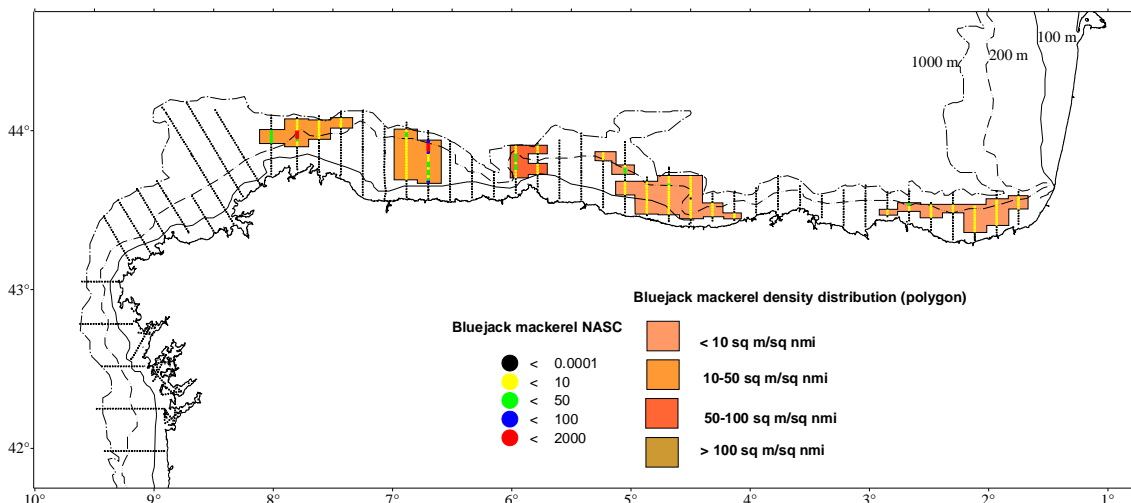 100 m
200 m
1000 m
44°
43°
42°
Bluejack mackerel density distribution (polygon)
Bluejack mackerel NASC
< 10 sq m/sq nmi
10-50 sq m/sq nmi
50-100 sq m/sq nmi
> 100 sq m/sq nmi
< 0.0001
< 10
< 50
< 100
< 2000
10° 9° 8° 7° 6° 5° 4° 3° 2° 1°